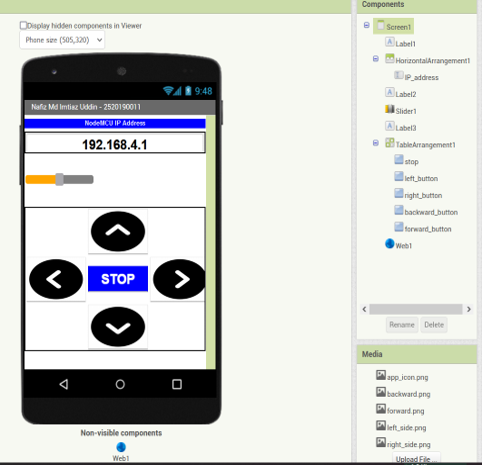 Components
Display hidden components in Viewer
Phone size (505,320)
9:48
Nafiz Md Imtiaz Uddin - 2520190011
NodeMCU IP Address
192.168.4.1
STOP
Non-visible components
Web1
Screen1
Label1
HorizontalArrangement1
IP_address
Label2
Slider1
Label3
TableArrangement1
stop
left_button
right_button
backward_button
forward_button
Web1
Rename Delete
Media
app_icon.png
backward.png
forward.png
left_side.png
right_side.png
Upload File ...